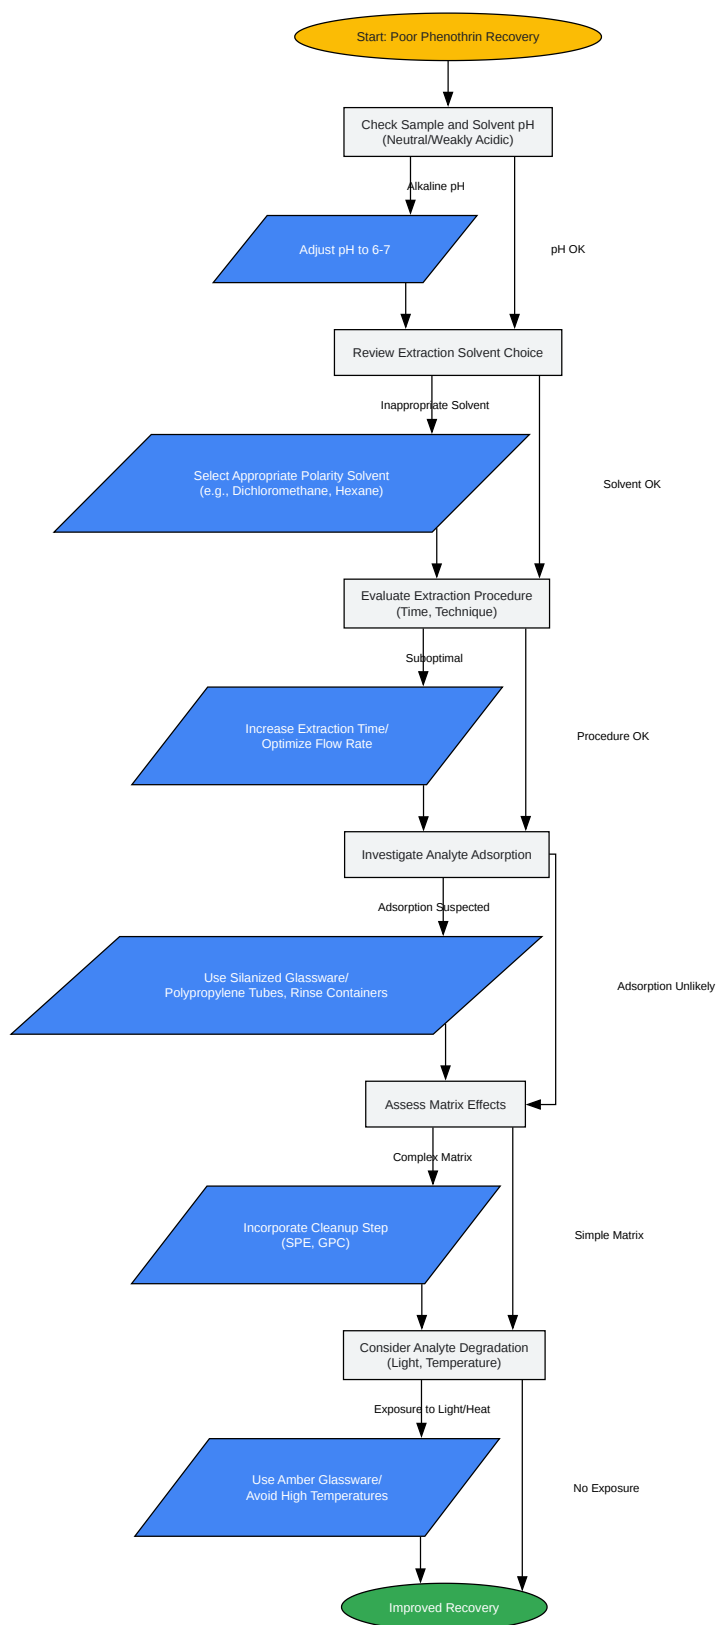 Start: Poor Phenothrin Recovery
Check Sample and Solvent pH
(Neutral/Weakly Acidic)
Alkaline pH
Adjust pH to 6-7
pH OK
Review Extraction Solvent Choice
Inappropriate Solvent
Select Appropriate Polarity Solvent
(e.g., Dichloromethane, Hexane)
Solvent OK
Evaluate Extraction Procedure
(Time, Technique)
Suboptimal
Increase Extraction Time/
Optimize Flow Rate
Procedure OK
Investigate Analyte Adsorption
Adsorption Suspected
Use Silanized Glassware/
Polypropylene Tubes, Rinse Containers
Adsorption Unlikely
Assess Matrix Effects
Complex Matrix
Incorporate Cleanup Step
(SPE, GPC)
Simple Matrix
Consider Analyte Degradation
(Light, Temperature)
Exposure to Light/Heat
Use Amber Glassware/
Avoid High Temperatures
No Exposure
Improved Recovery